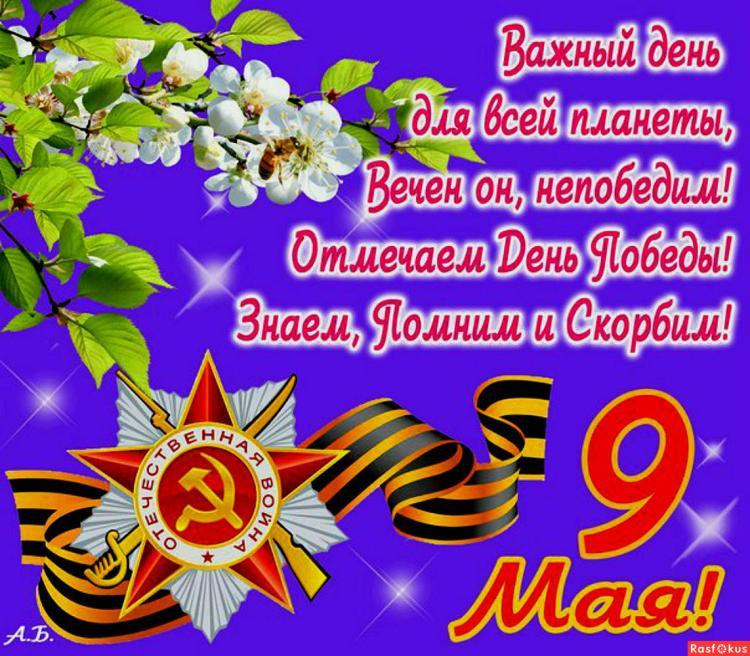 Важный день
для всей планеты,
Вечен он, непобедим!
Отмечаем День Победы!
Знаем, Помним и Скорбим!
ОТЕЧЕСТВЕННАЯ ВОЙНА
9
Мая!
А.Б.
Rasfokus